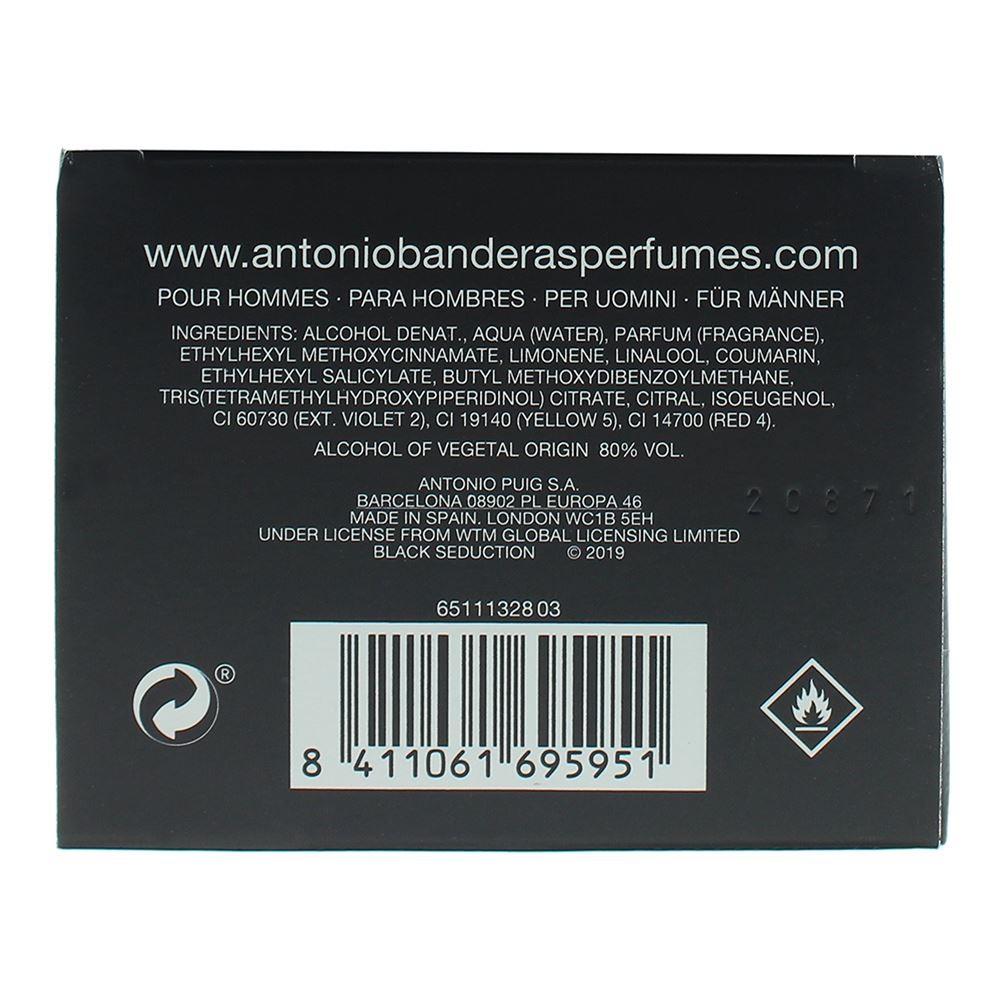 www.antoniobanderasperfumes.com
POUR HOMMES · PARA HOMBRES · PER UOMINI · FÜR MÄNNER
INGREDIENTS: ALCOHOL DENAT., AQUA (WATER), PARFUM (FRAGRANCE),
ETHYLHEXYL METHOXYCINNAMATE, LIMONENE, LINALOOL, COUMARIN,
ETHYLHEXYL SALICYLATE, BUTYL METHOXYDIBENZOYLMETHANE,
TRIS(TETRAMETHYLHYDROXYPIPERIDINOL) CITRATE, CITRAL, ISOEUGENOL,
CI 60730 (EXT. VIOLET 2), CI 19140 (YELLOW 5), CI 14700 (RED 4).
ALCOHOL OF VEGETAL ORIGIN 80% VOL.
ANTONIO PUIG S.A.
BARCELONA 08902 PL EUROPA 46
MADE IN SPAIN. LONDON WC1B 5EH
UNDER LICENSE FROM WTM GLOBAL LICENSING LIMITED
BLACK SEDUCTION © 2019
20871
6511132803
®
8 411061 695951